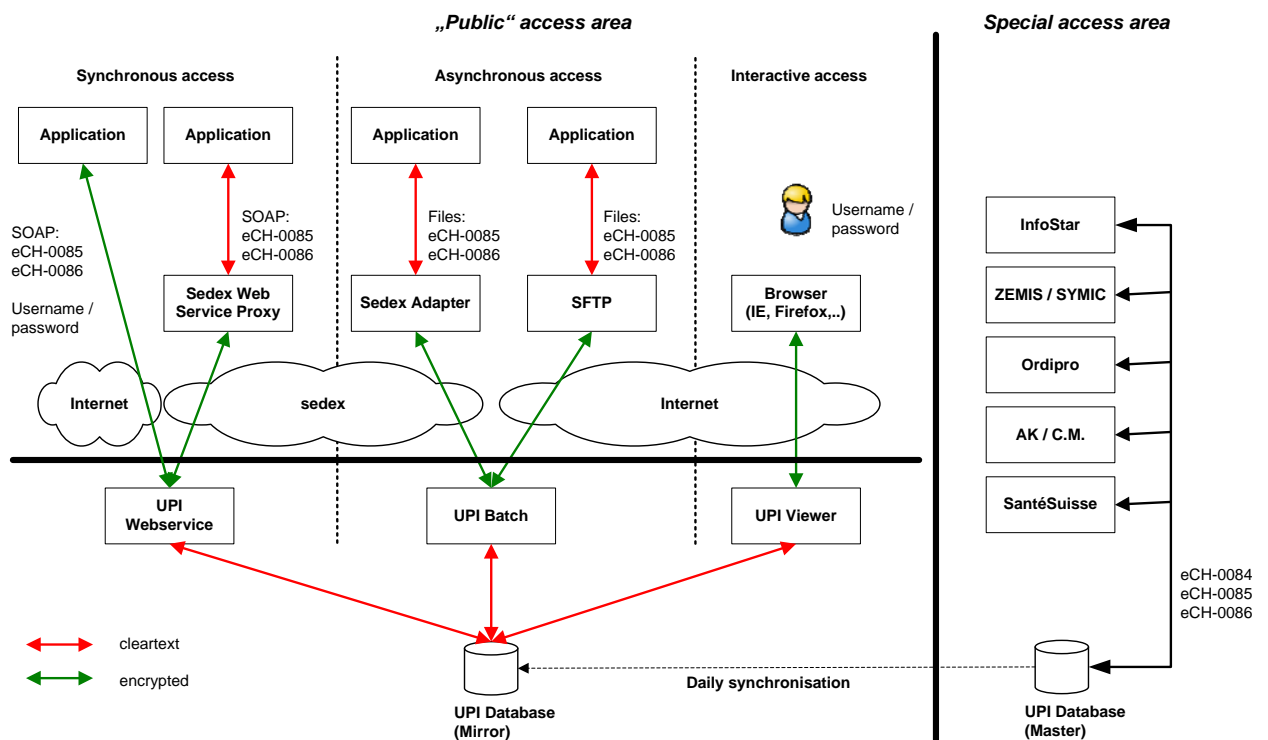 „Public“ access area
Special access area
Synchronous access
Asynchronous access
Interactive access
Application
Application
Application
Application
SOAP:
eCH-0085
eCH-0086
Username /
password
SOAP:
eCH-0085
eCH-0086
Files:
eCH-0085
eCH-0086
Files:
eCH-0085
eCH-0086
Username /
password
Sedex Web
Service Proxy
Sedex Adapter
SFTP
Browser
(IE, Firefox,..)
Internet
sedex
Internet
UPI
Webservice
UPI Batch
UPI Viewer
InfoStar
ZEMIS / SYMIC
Ordipro
AK / C.M.
SantéSuisse
eCH-0084
eCH-0085
eCH-0086
cleartext
encrypted
Daily synchronisation
UPI Database
(Mirror)
UPI Database
(Master)